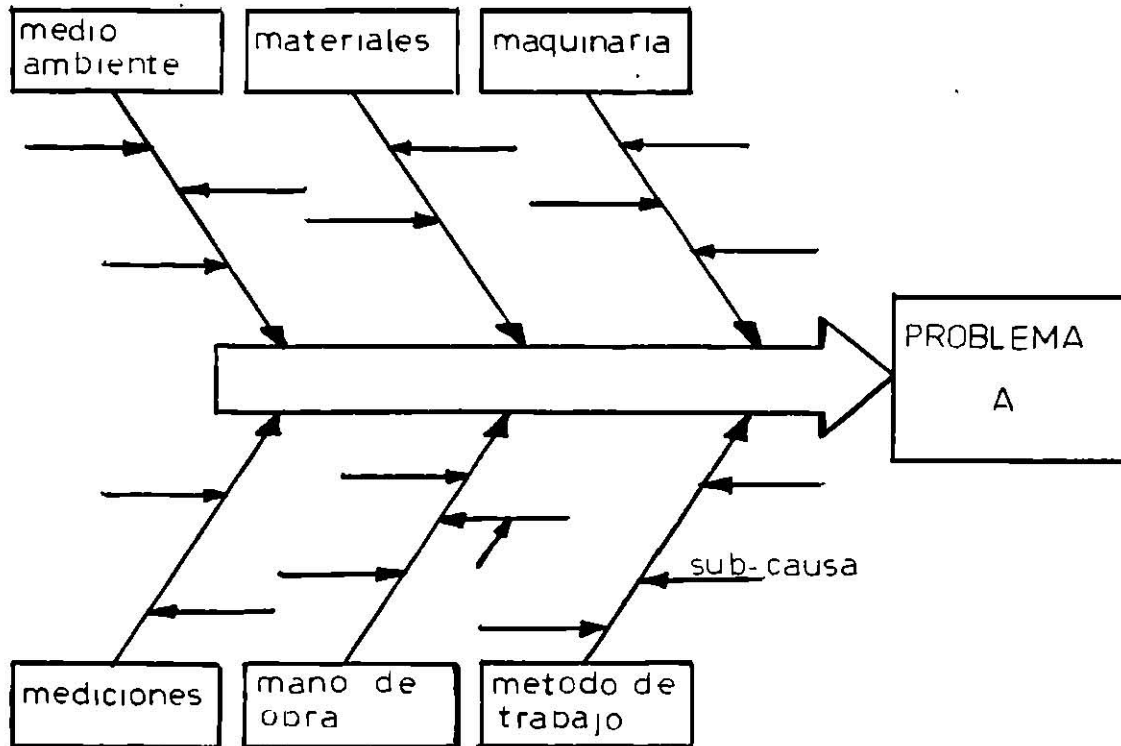 medio
ambiente
materiales
maquinaria
PROBLEMA
A
sub-causa
mediciones
mano de
obra
metodo de
trabajo